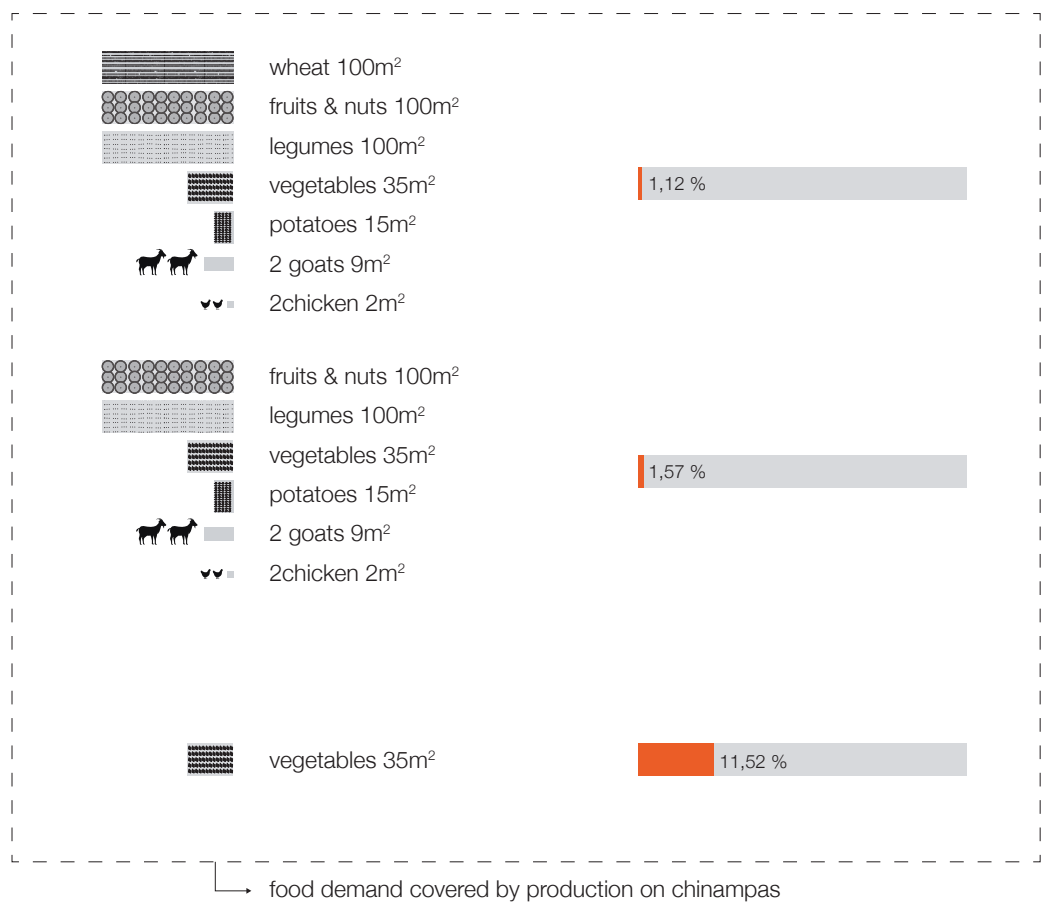 wheat 100m²
fruits & nuts 100m²
legumes 100m²
vegetables 35m²
1,12 %
potatoes 15m²
2 goats 9m²
2chicken 2m²
fruits & nuts 100m²
legumes 100m²
vegetables 35m²
1,57 %
potatoes 15m²
2 goats 9m²
2chicken 2m²
vegetables 35m²
11,52 %
food demand covered by production on chinampas